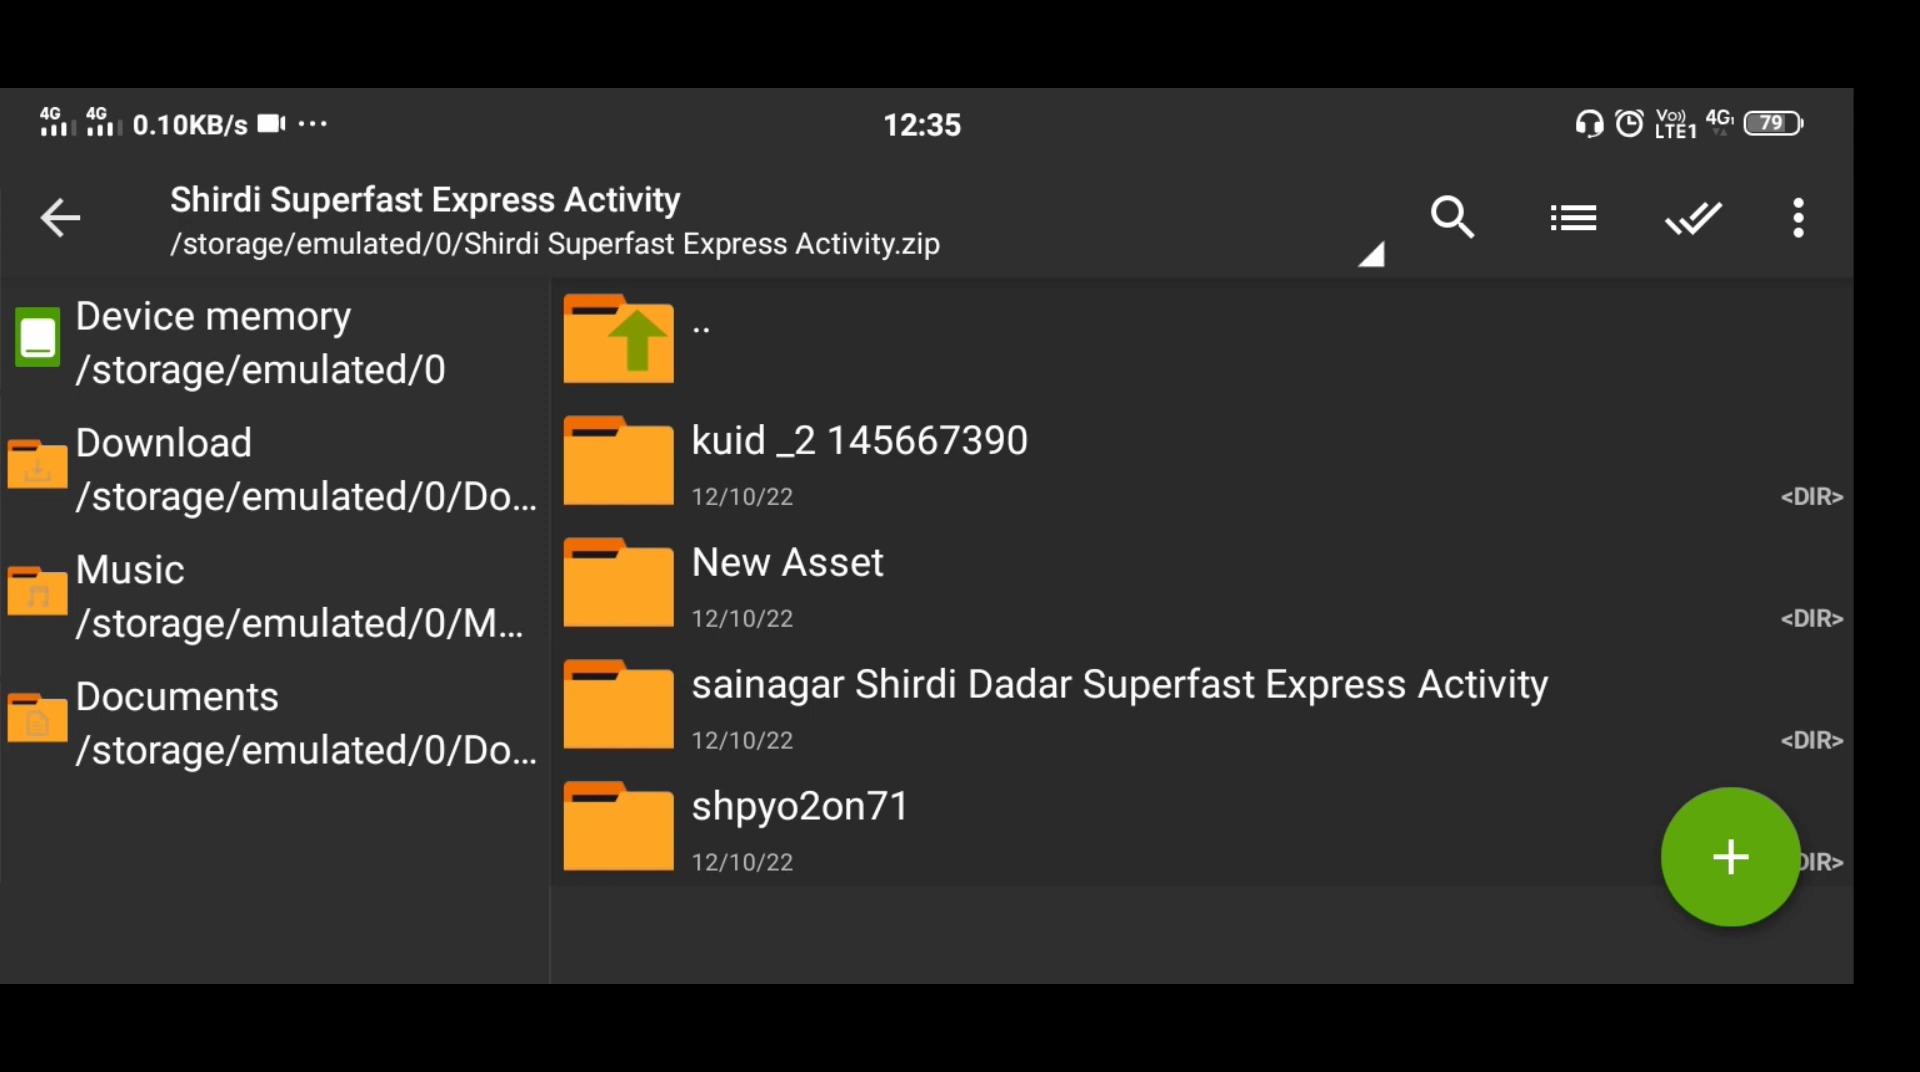 4G 4G 0.10KB/s ... 12:35 Vo)) LTE1 4G 79
Shirdi Superfast Express Activity
/storage/emulated/0/Shirdi Superfast Express Activity.zip
Device memory
/storage/emulated/0
Download
/storage/emulated/0/Do...
Music
/storage/emulated/0/M...
Documents
/storage/emulated/0/Do...
..
kuid _2 145667390
12/10/22 <DIR>
New Asset
12/10/22 <DIR>
sainagar Shirdi Dadar Superfast Express Activity
12/10/22 <DIR>
shpyo2on71
12/10/22 DIR>